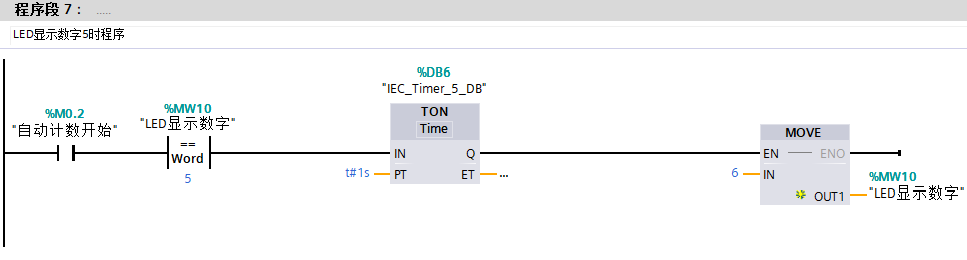 程序段 7： ......
LED显示数字5时程序
%DB6
"IEC_Timer_5_DB"
%M0.2
"自动计数开始"
%MW10
"LED显示数字"
==
Word
5
TON
Time
IN
Q
t#1s
PT
ET
...
MOVE
EN
ENO
6
IN
OUT1
%MW10
"LED显示数字"